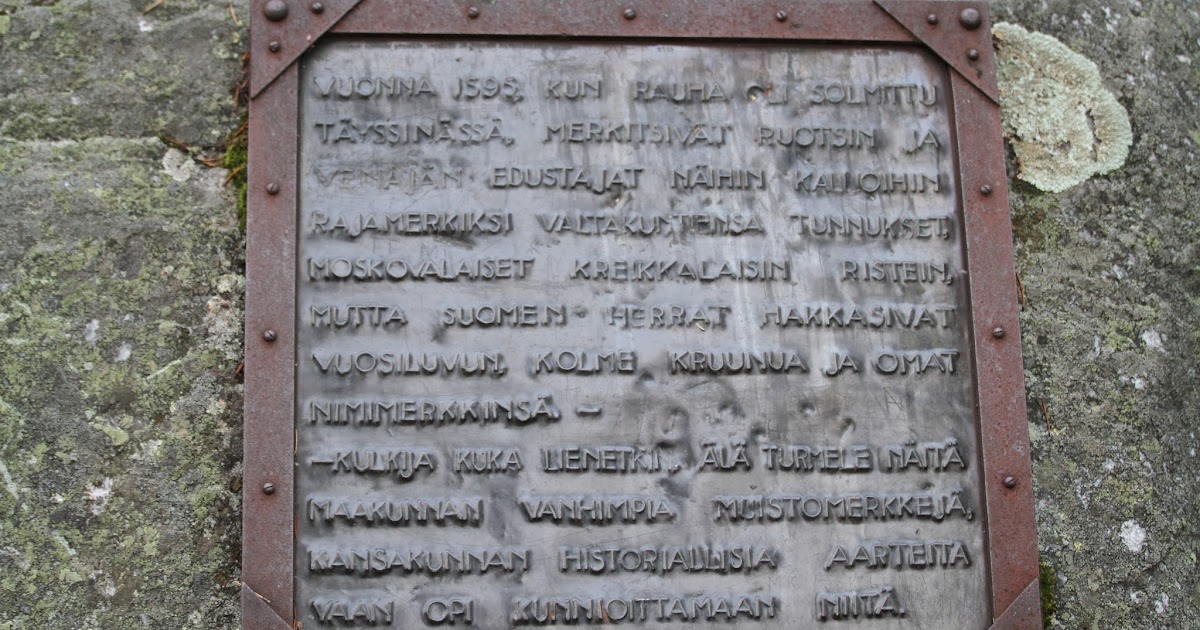 VUONNA 1595, KUN RAUHA OLI SOLMITTU
TÄYSSINÄSSÄ, MERKITSIVÄT RUOTSIN JA
VENÄJÄN EDUSTAJAT NÄIHIN KALLIOIHIN
RAJAMERKIKSI VALTAKUNTIENSA TUNNUKSET,
MOSKOVALAISET KREIKKALAISIN RISTEIN,
MUTTA SUOMEN HERRAT HAKKASIVAT
VUOSILUVUN, KOLME KRUUNUA JA OMAT
NIMIMERKKINSÄ. —
—KULKIJA KUKA LIENETKI, ÄLÄ TURMELE NÄITÄ
MAAKUNNAN VANHIMPIA MUISTOMERKKEJÄ,
KANSAKUNNAN HISTORIALLISIA AARTEITA
VAAN OPI KUNNIOITTAMAAN NIITÄ.